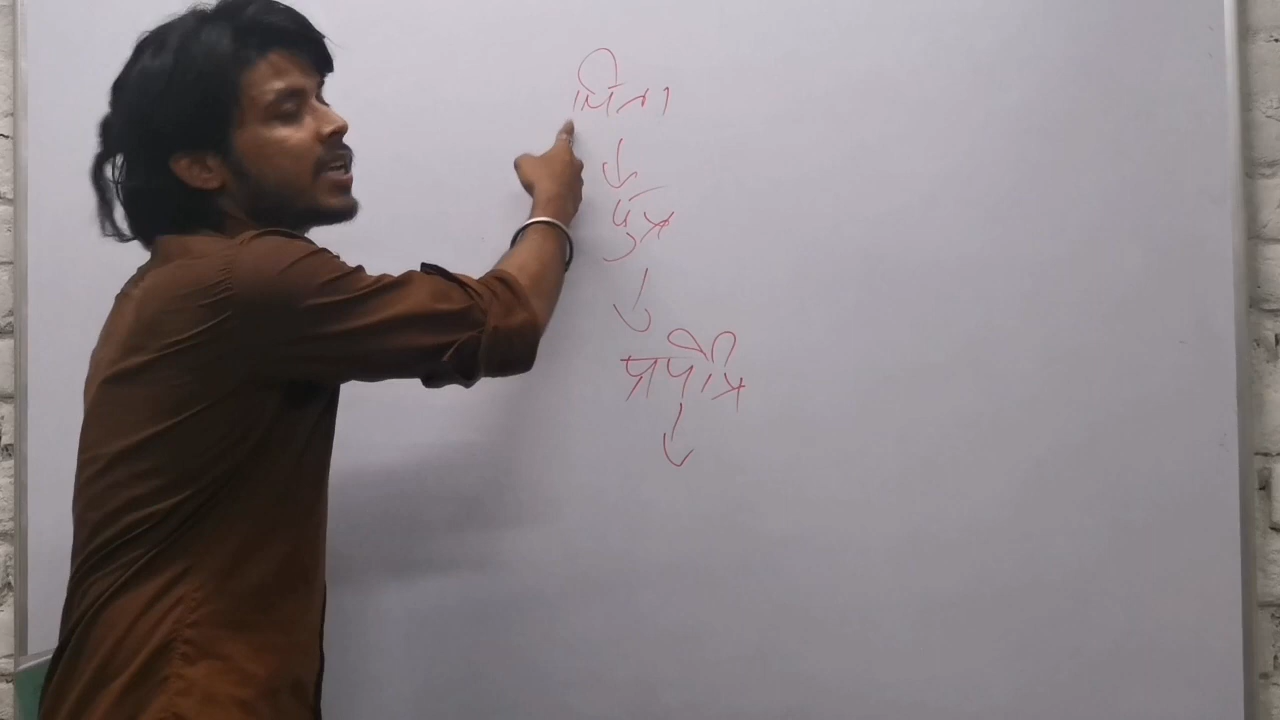 पिता
↓
पुत्र
↓
प्रपौत्र
↓